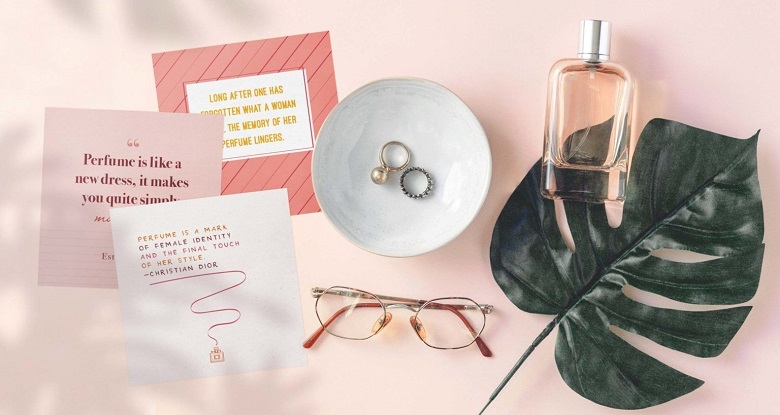 LONG AFTER ONE HAS
FORGOTTEN WHAT A WOMAN
THE MEMORY OF HER
PERFUME LINGERS.
Perfume is like a
new dress, it makes
you quite simply
PERFUME IS A MARK
OF FEMALE IDENTITY
AND THE FINAL TOUCH
OF HER STYLE.
–CHRISTIAN DIOR